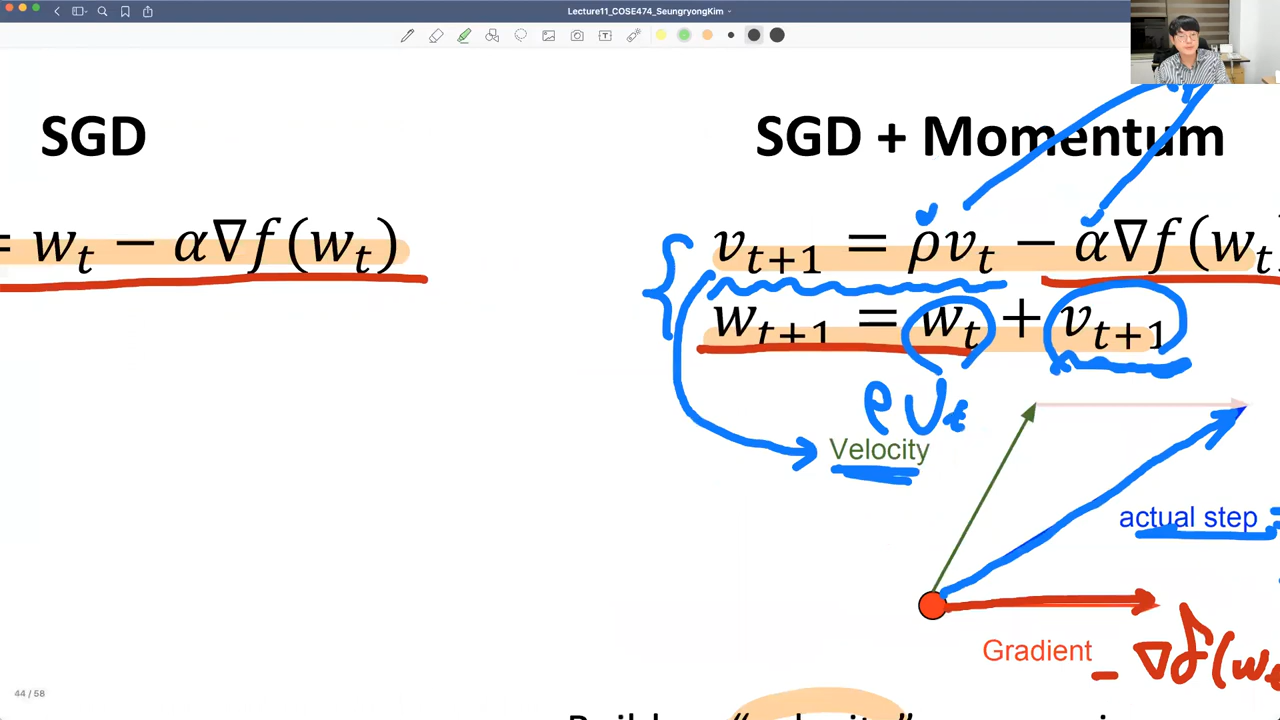 Lecture11_COSE474_SeungryongKim
SGD
= w_t − α∇f(w_t)
SGD + Momentum
v_{t+1} = ρv_t − α∇f(w_t)
w_{t+1} = w_t + v_{t+1}
ρv_t
Velocity
actual step
Gradient
− ∇f(w_t
44 / 58